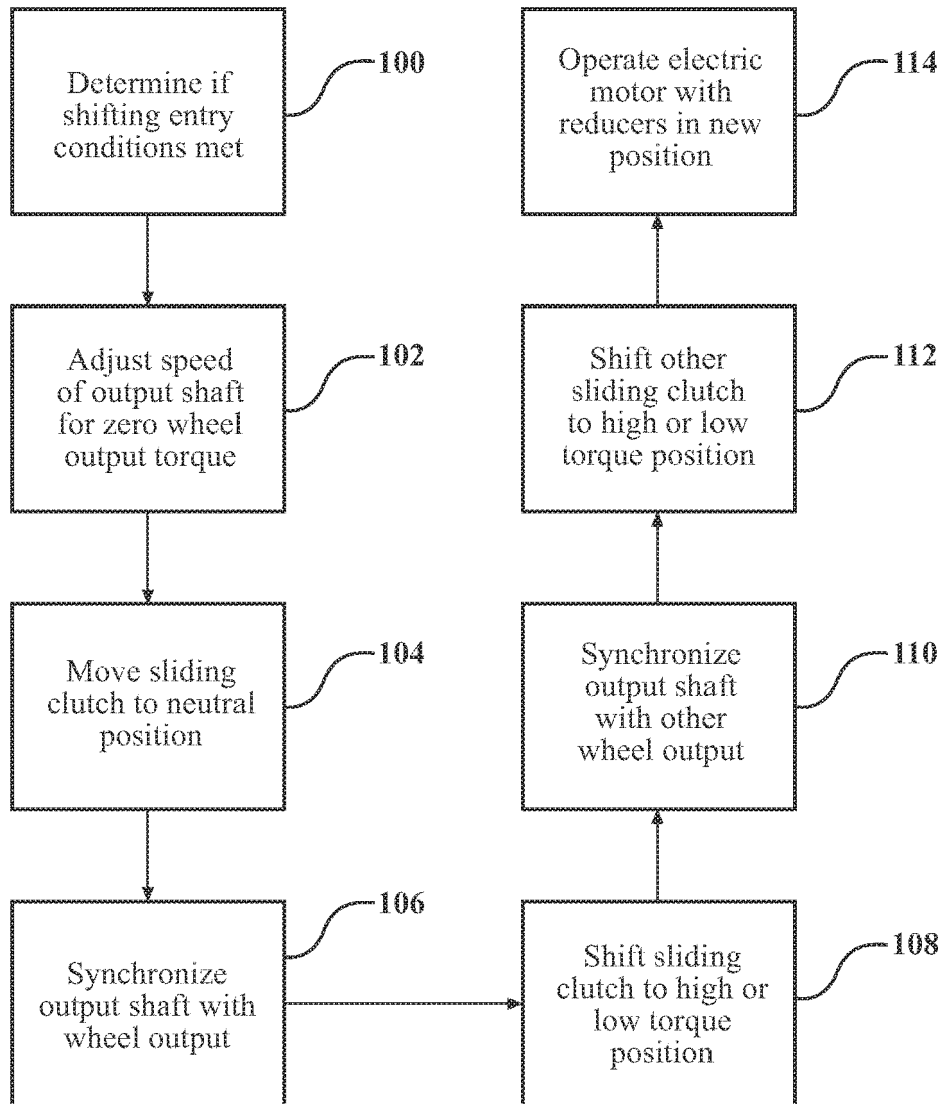 Determine if
shifting entry
conditions met
100
Adjust speed
of output shaft
for zero wheel
output torque
102
Move sliding
clutch to neutral
position
104
Synchronize
output shaft with
wheel output
106
Shift sliding
clutch to high or
low torque
position
108
Synchronize
output shaft
with other
wheel output
110
Shift other
sliding clutch
to high or low
torque position
112
Operate electric
motor with
reducers in new
position
114